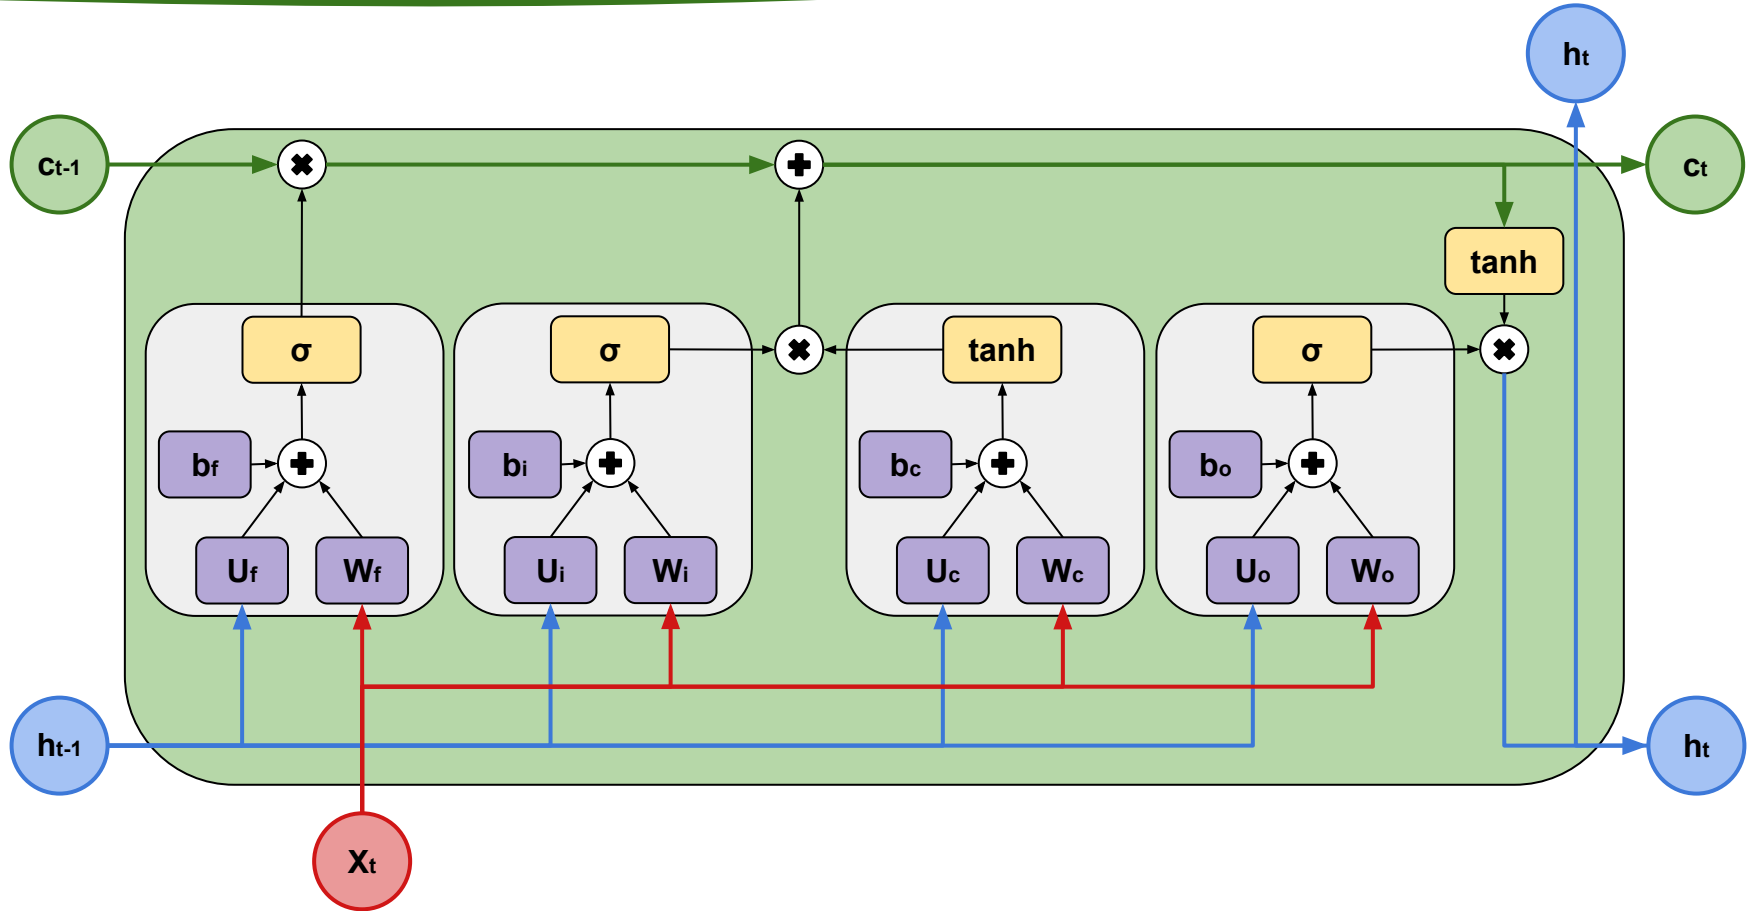 ht
ct-1
ct
tanh
σ
σ
tanh
σ
bf
bi
bc
bo
Uf
Wf
Ui
Wi
Uc
Wc
Uo
Wo
ht-1
ht
Xt